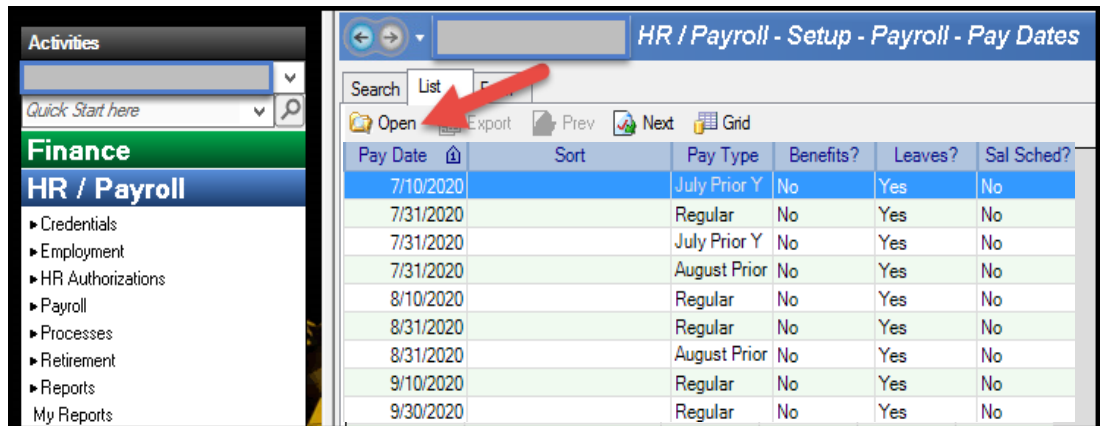 Activities
Quick Start here
Finance
HR / Payroll
Credentials
Employment
HR Authorizations
Payroll
Processes
Retirement
Reports
My Reports
HR / Payroll - Setup - Payroll - Pay Dates
Search List
Open Export Prev Next Grid
Pay Date Sort Pay Type Benefits? Leaves? Sal Sched?
7/10/2020 July Prior Y No Yes No
7/31/2020 Regular No Yes No
7/31/2020 July Prior Y No Yes No
7/31/2020 August Prior No Yes No
8/10/2020 Regular No Yes No
8/31/2020 Regular No Yes No
8/31/2020 August Prior No Yes No
9/10/2020 Regular No Yes No
9/30/2020 Regular No Yes No